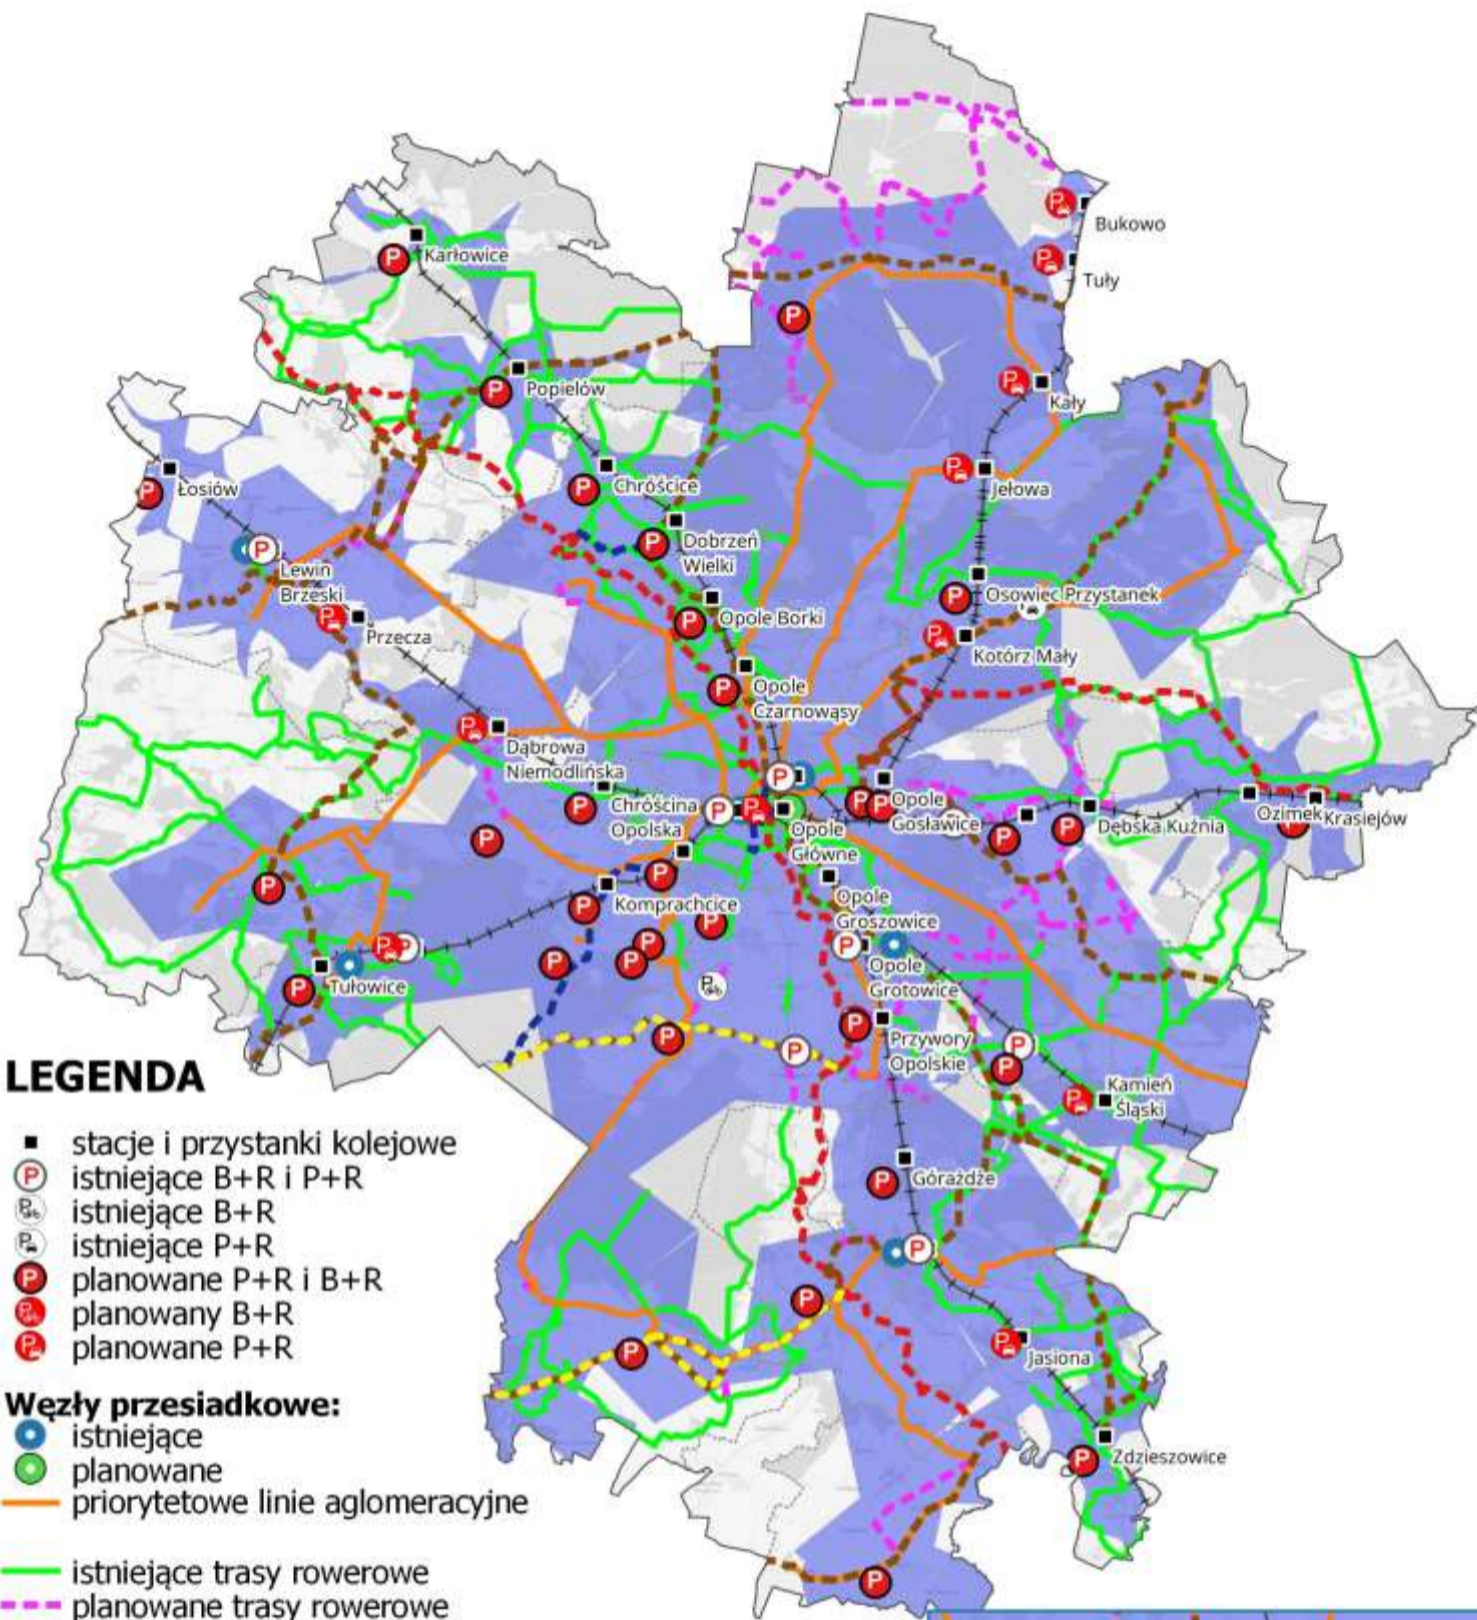 Bukowo
Karłowice
Tuły
Popielów
Kały
Łosiów
Chróścice
Jełowa
Dobrzeń
Wielki
Lewin
Brzeski
Osowiec Przystanek
Opole Borki
Przecza
Kotórz Mały
Opole
Czarnowąsy
Dąbrowa
Niemodlińska
Chróścina
Opolska
Opole
Gosławice
Opole
Główne
Dębska Kuźnia
Ozimek
Krasiejów
Komprachcice
Opole
Groszowice
Opole
Grotowice
Tułowice
Przywory
Opolskie
Kamień
Śląski
Górażdże
Jasiona
Zdzieszowice
LEGENDA
stacje i przystanki kolejowe
P istniejące B+R i P+R
P istniejące B+R
P istniejące P+R
P planowane P+R i B+R
P planowany B+R
P planowane P+R
Węzły przesiadkowe:
istniejące
planowane
priorytetowe linie aglomeracyjne
istniejące trasy rowerowe
planowane trasy rowerowe